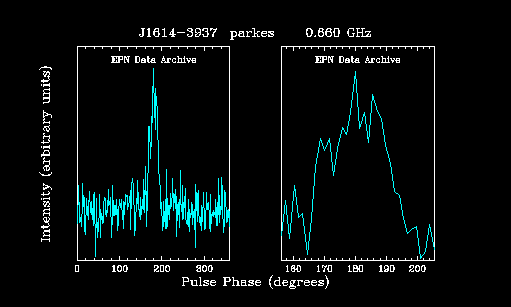 J1614-3937 parkes 0.660 GHz
EPN Data Archive EPN Data Archive
Intensity (arbitrary units)
0 100 200 300 160 170 180 190 200
Pulse Phase (degrees)